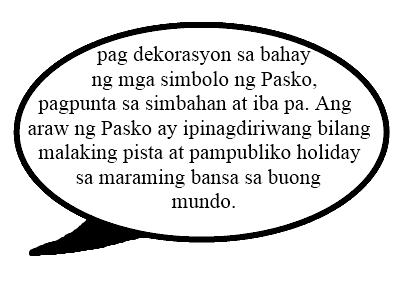 pag dekorasyon sa bahay
ng mga simbolo ng Pasko,
pagpunta sa simbahan at iba pa. Ang
araw ng Pasko ay ipinagdiriwang bilang
malaking pista at pampubliko holiday
sa maraming bansa sa buong
mundo.